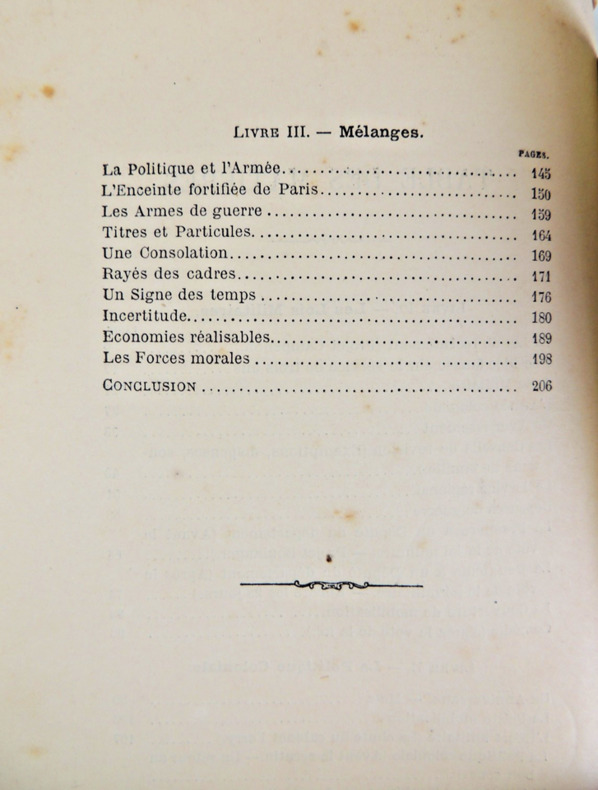 LIVRE III. — Mélanges.
PAGES.
La Politique et l'Armée........................... 145
L'Enceinte fortifiée de Paris....................... 150
Les Armes de guerre............................. 159
Titres et Particules............................... 164
Une Consolation................................. 169
Rayés des cadres................................ 171
Un Signe des temps.............................. 176
Incertitude...................................... 180
Economies réalisables............................ 189
Les Forces morales.............................. 198
CONCLUSION.................................... 206